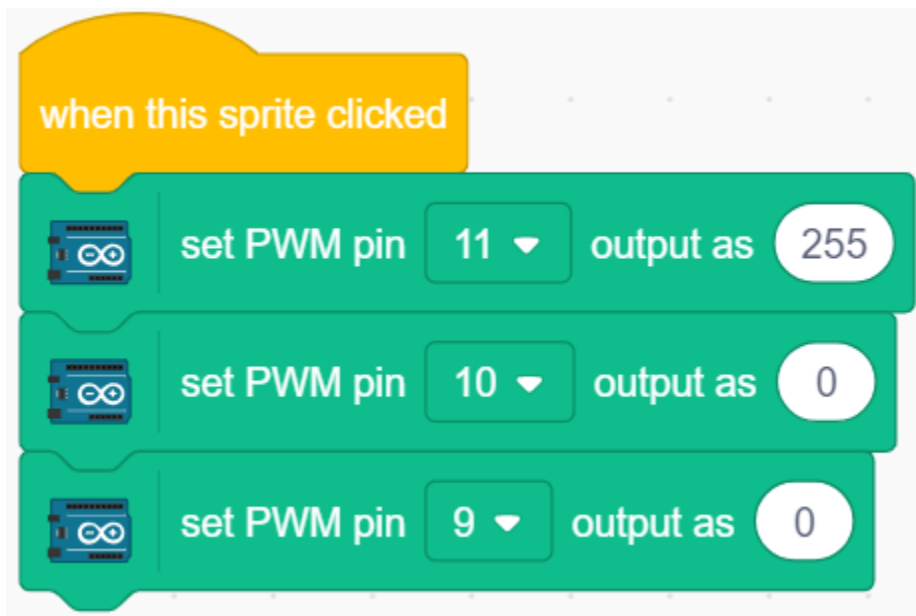 when this sprite clicked
set PWM pin 11 output as 255
set PWM pin 10 output as 0
set PWM pin 9 output as 0